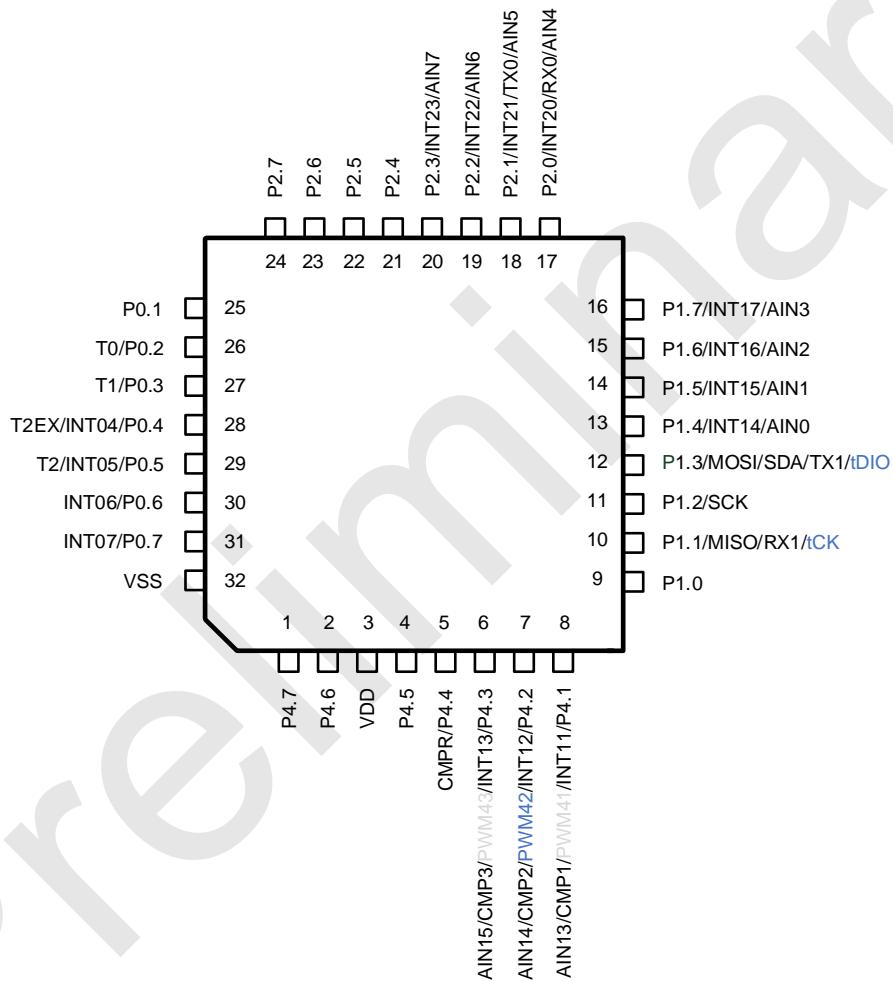 P2.7
P2.6
P2.5
P2.4
P2.3/INT23/AIN7
P2.2/INT22/AIN6
P2.1/INT21/TX0/AIN5
P2.0/INT20/RX0/AIN4
24 23 22 21 20 19 18 17
P0.1 25
T0/P0.2 26
T1/P0.3 27
T2EX/INT04/P0.4 28
T2/INT05/P0.5 29
INT06/P0.6 30
INT07/P0.7 31
VSS 32
16 P1.7/INT17/AIN3
15 P1.6/INT16/AIN2
14 P1.5/INT15/AIN1
13 P1.4/INT14/AIN0
12 P1.3/MOSI/SDA/TX1/tDIO
11 P1.2/SCK
10 P1.1/MISO/RX1/tCK
9 P1.0
1 2 3 4 5 6 7 8
P4.7
P4.6
VDD
P4.5
CMPR/P4.4
AIN15/CMP3/PWM43/INT13/P4.3
AIN14/CMP2/PWM42/INT12/P4.2
AIN13/CMP1/PWM41/INT11/P4.1